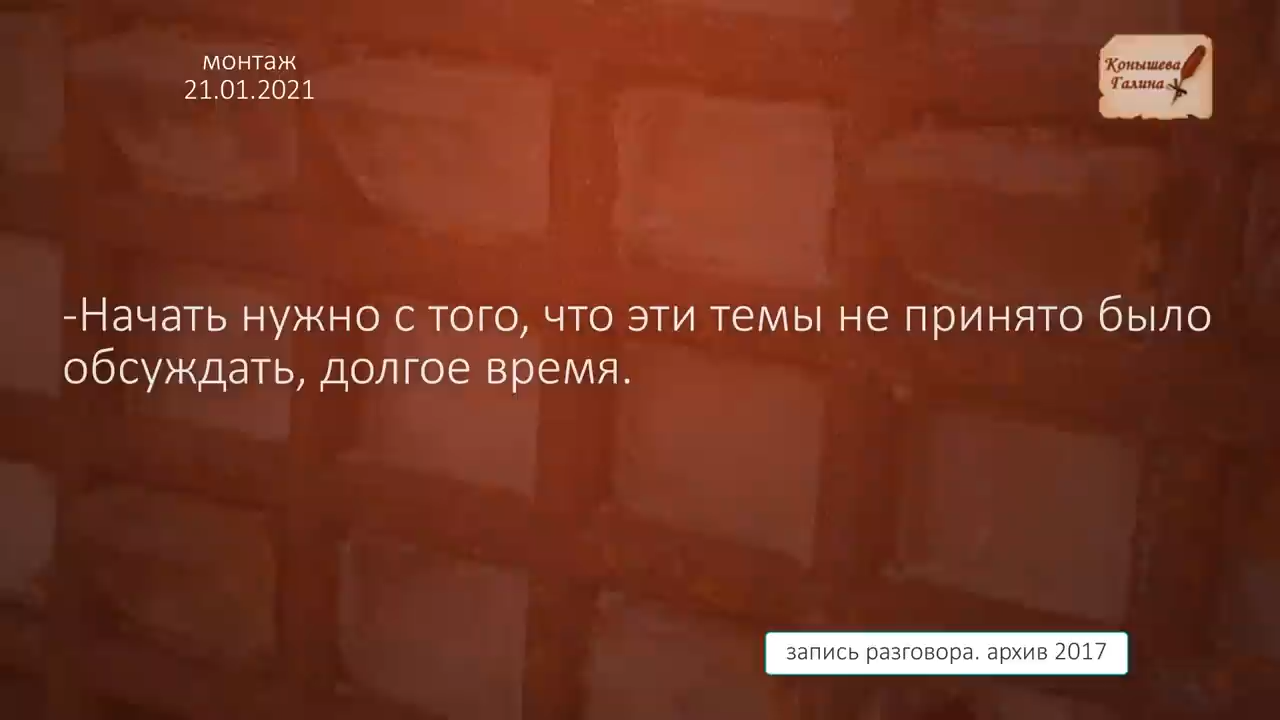 монтаж
21.01.2021
Конышева
Галина
-Начать нужно с того, что эти темы не принято было
обсуждать, долгое время.
запись разговора. архив 2017